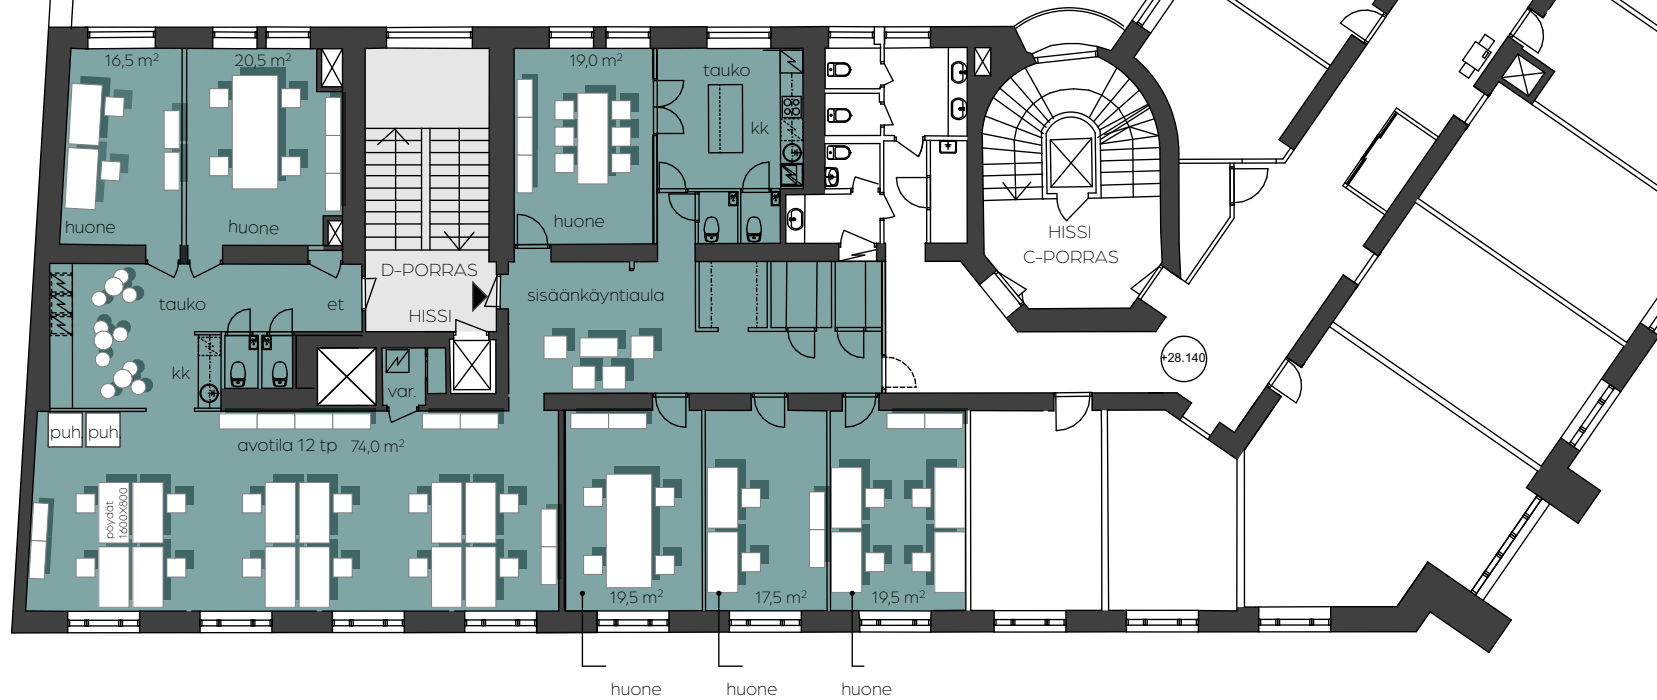 16,5 m²
huone
20,5 m²
huone
19,0 m²
huone
tauko
kk
HISSI
C-PORRAS
D-PORRAS
HISSI
sisäänkäyntiaula
tauko
et
kk
var.
+28.140
puh.
puh.
avotila 12 tp 74,0 m²
pöydät
1600X800
19,5 m²
17,5 m²
19,5 m²
huone
huone
huone